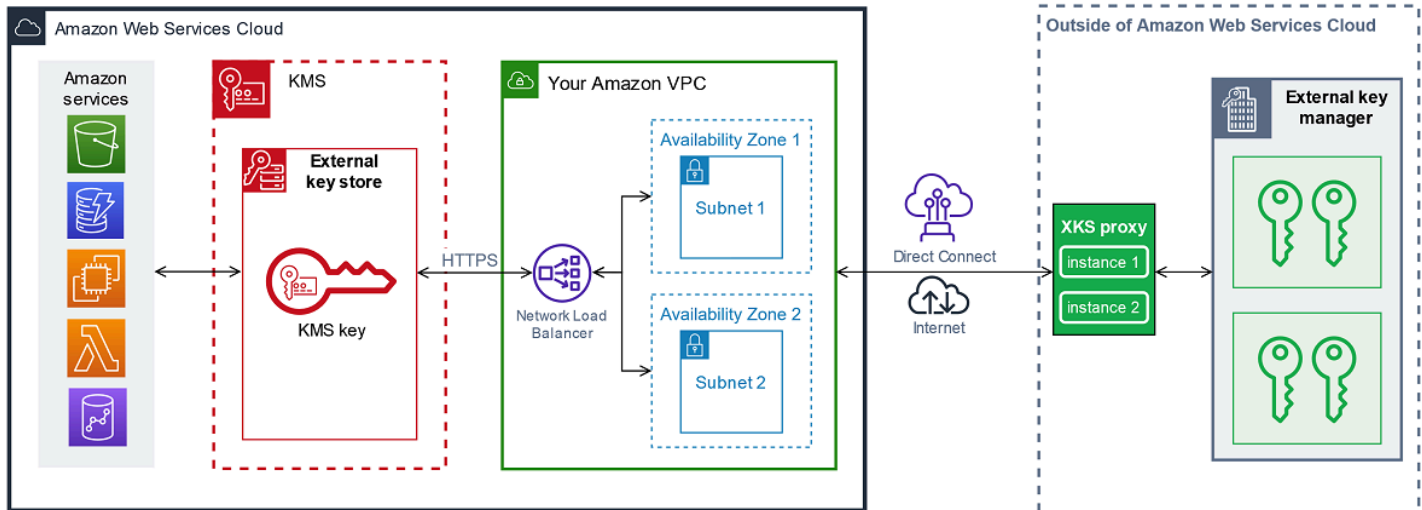 Amazon Web Services Cloud
Amazon
services
KMS
External
key store
KMS key
HTTPS
Your Amazon VPC
Network Load
Balancer
Availability Zone 1
Subnet 1
Availability Zone 2
Subnet 2
Direct Connect
Internet
Outside of Amazon Web Services Cloud
XKS proxy
instance 1
instance 2
External key
manager